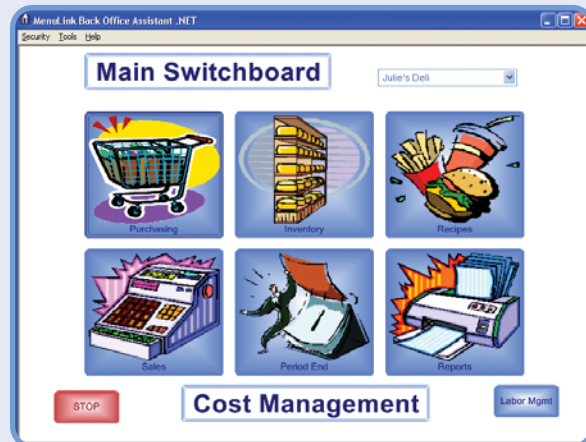 MenuLink Back Office Assistant .NET
Security Tools Help
Main Switchboard
Julie's Deli
Purchasing Inventory Recipes
Sales Period End Reports
STOP
Cost Management
Labor Mgmt